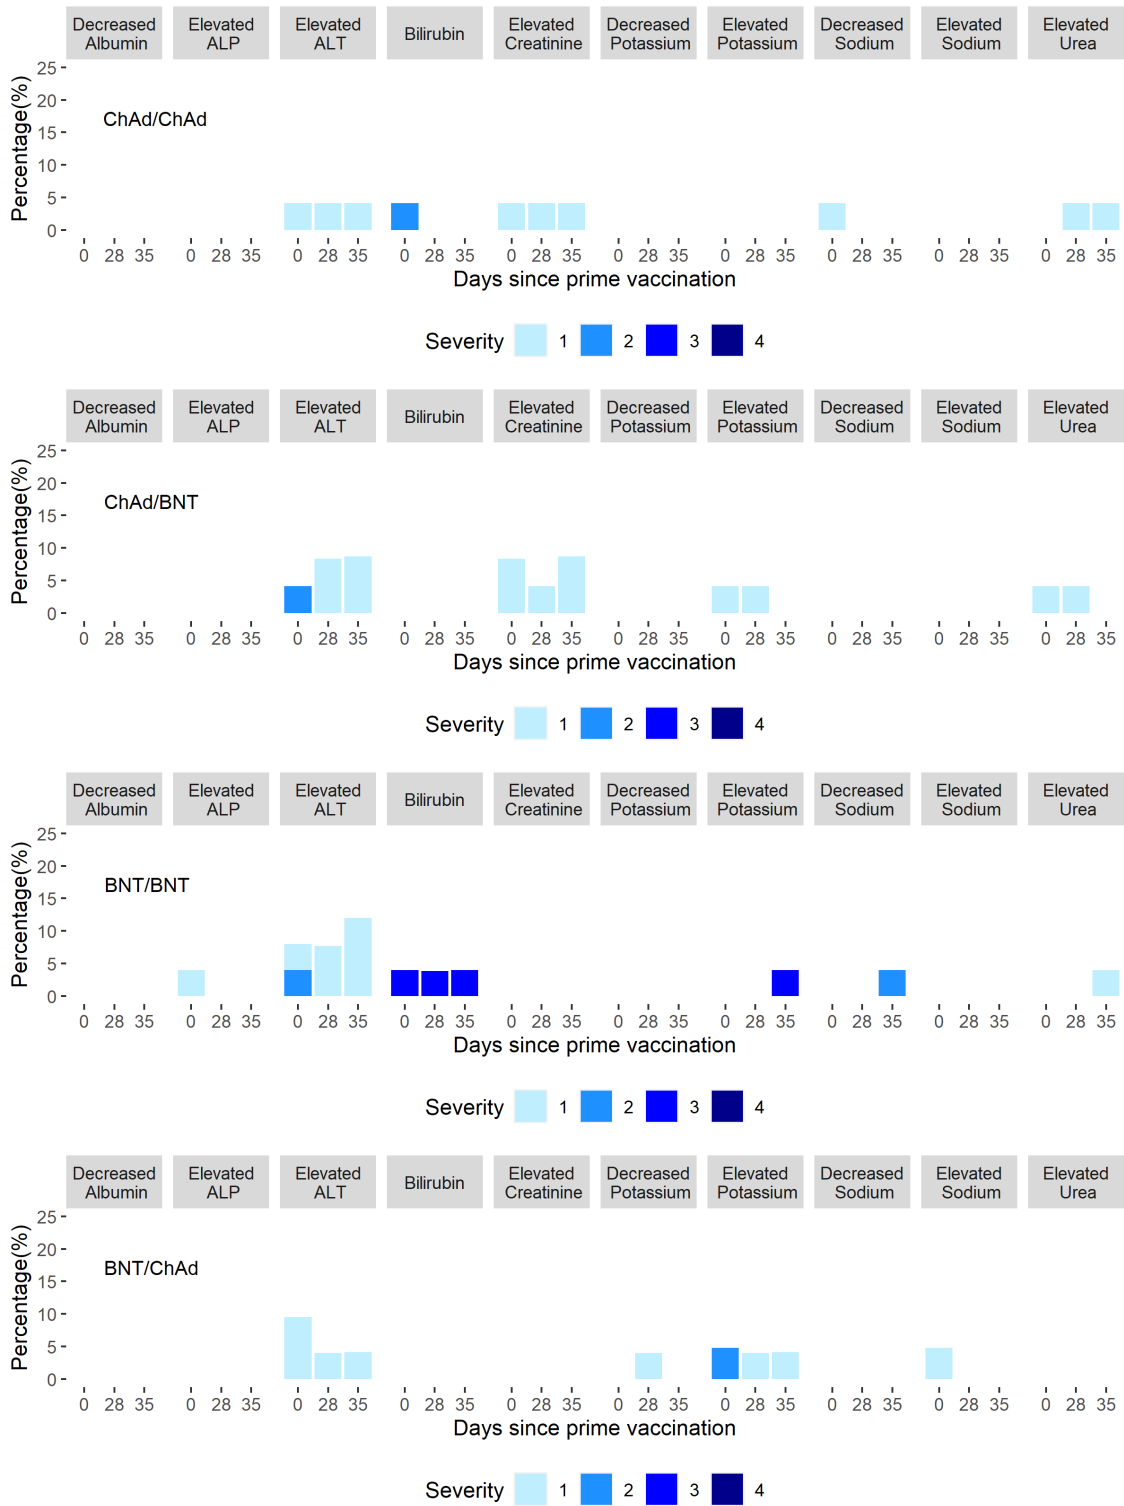 Decreased Elevated Elevated Bilirubin Elevated Decreased Elevated Decreased Elevated Elevated
Albumin ALP ALT Creatinine Potassium Potassium Sodium Sodium Urea
25
20
ChAd/ChAd
15
10
5
0
Percentage(%)
0 28 35 0 28 35 0 28 35 0 28 35 0 28 35 0 28 35 0 28 35 0 28 35 0 28 35 0 28 35
Days since prime vaccination
Severity 1 2 3 4
Decreased Elevated Elevated Bilirubin Elevated Decreased Elevated Decreased Elevated Elevated
Albumin ALP ALT Creatinine Potassium Potassium Sodium Sodium Urea
25
20
ChAd/BNT
15
10
5
0
Percentage(%)
0 28 35 0 28 35 0 28 35 0 28 35 0 28 35 0 28 35 0 28 35 0 28 35 0 28 35 0 28 35
Days since prime vaccination
Severity 1 2 3 4
Decreased Elevated Elevated Bilirubin Elevated Decreased Elevated Decreased Elevated Elevated
Albumin ALP ALT Creatinine Potassium Potassium Sodium Sodium Urea
25
20
BNT/BNT
15
10
5
0
Percentage(%)
0 28 35 0 28 35 0 28 35 0 28 35 0 28 35 0 28 35 0 28 35 0 28 35 0 28 35 0 28 35
Days since prime vaccination
Severity 1 2 3 4
Decreased Elevated Elevated Bilirubin Elevated Decreased Elevated Decreased Elevated Elevated
Albumin ALP ALT Creatinine Potassium Potassium Sodium Sodium Urea
25
20
BNT/ChAd
15
10
5
0
Percentage(%)
0 28 35 0 28 35 0 28 35 0 28 35 0 28 35 0 28 35 0 28 35 0 28 35 0 28 35 0 28 35
Days since prime vaccination
Severity 1 2 3 4